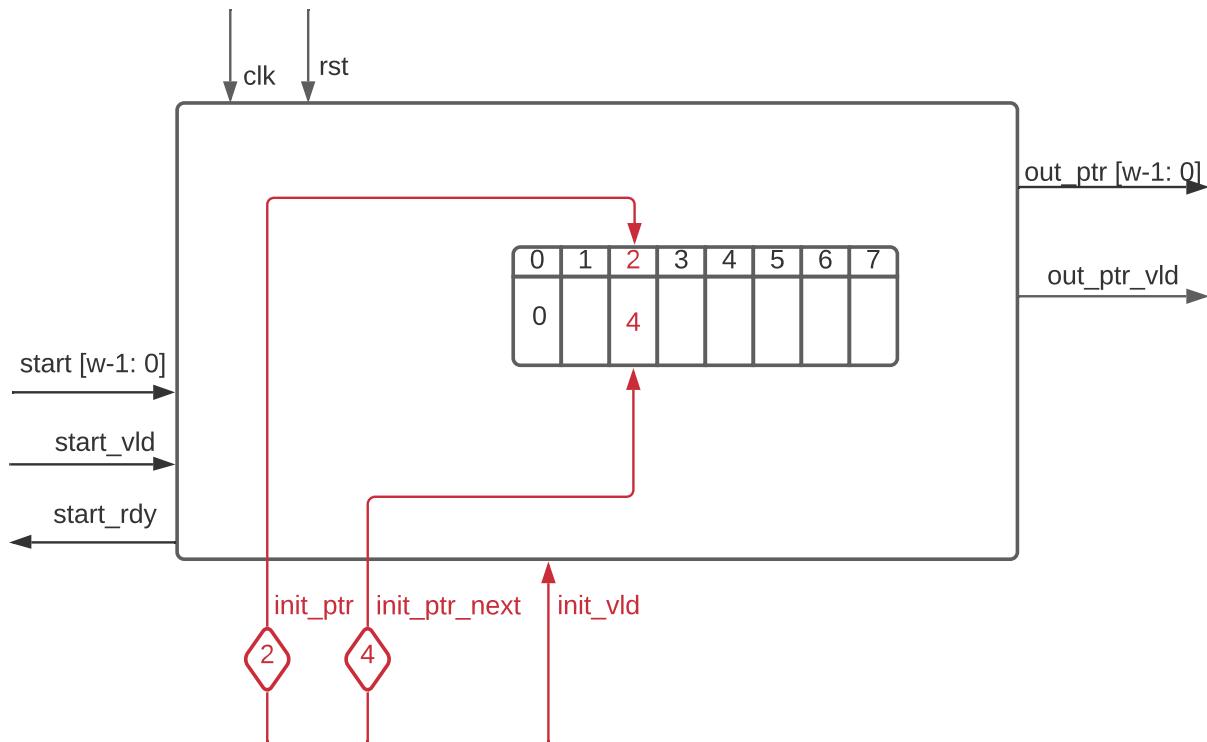 clk
rst
out_ptr [w-1: 0]
0 1 2 3 4 5 6 7
out_ptr_vld
0 4
start [w-1: 0]
start_vld
start_rdy
init_ptr
init_ptr_next
init_vld
2
4